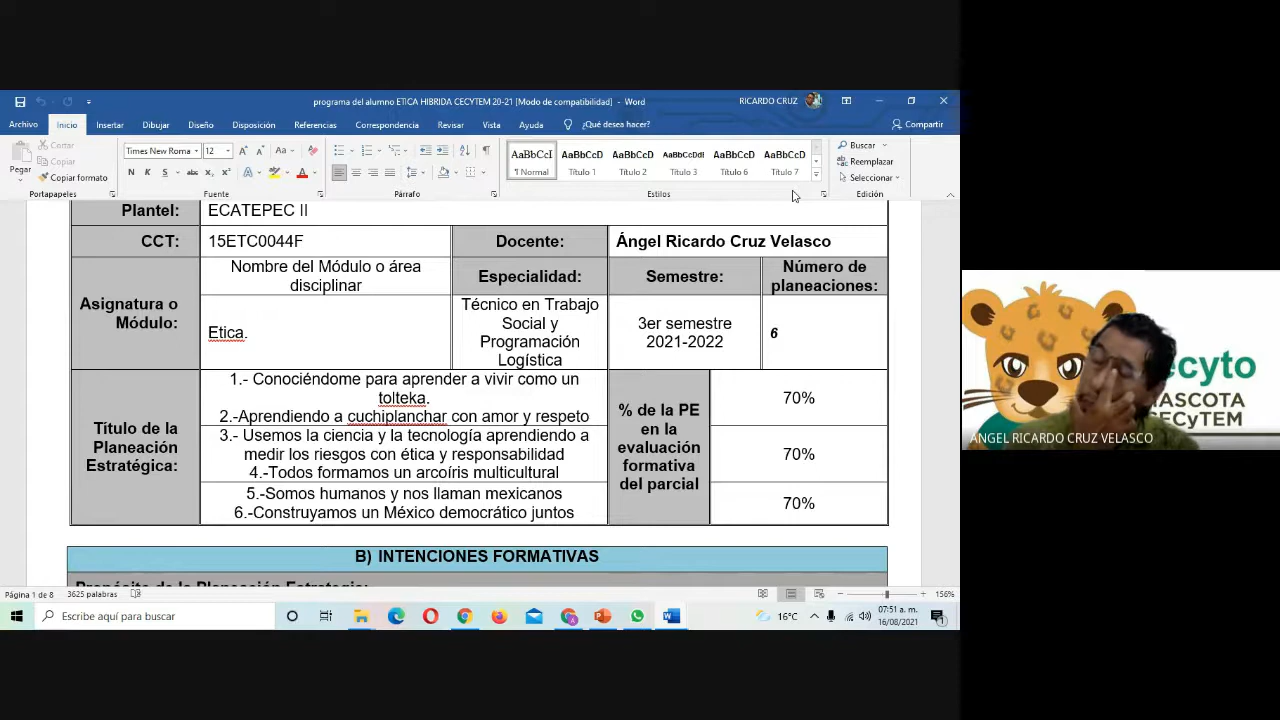 programa del alumno ETICA HIBRIDA CECYTEM 20-21 [Modo de compatibilidad] - Word
RICARDO CRUZ
Archivo Inicio Insertar Dibujar Diseño Disposición Referencias Correspondencia Revisar Vista Ayuda ¿Qué desea hacer? Compartir
Pegar
Cortar
Copiar
Copiar formato
Times New Roma 12
N K S
AaBbCcI AaBbCcD AaBbCcD AaBbCcDdI AaBbCcD AaBbCcD
¶ Normal Título 1 Título 2 Título 3 Título 6 Título 7
Buscar
Reemplazar
Seleccionar
Portapapeles Fuente Párrafo Estilos Edición
Plantel: ECATEPEC II
CCT: 15ETC0044F Docente: Ángel Ricardo Cruz Velasco
Asignatura o
Módulo:
Nombre del Módulo o área
disciplinar
Especialidad:
Semestre:
Número de
planeaciones:
Etica.
Técnico en Trabajo
Social y
Programación
Logística
3er semestre
2021-2022
6
Título de la
Planeación
Estratégica:
1.- Conociéndome para aprender a vivir como un
tolteka.
2.-Aprendiendo a cuchiplanchar con amor y respeto
3.- Usemos la ciencia y la tecnología aprendiendo a
medir los riesgos con ética y responsabilidad
4.-Todos formamos un arcoíris multicultural
5.-Somos humanos y nos llaman mexicanos
6.-Construyamos un México democrático juntos
% de la PE
en la
evaluación
formativa
del parcial
70%
70%
70%
B) INTENCIONES FORMATIVAS
Propósito de la Planeación Estrategia:
Página 1 de 8 3625 palabras 156%
Escribe aquí para buscar
16°C
07:51 a. m.
16/08/2021
ecyto
MASCOTA
CECyTEM
ANGEL RICARDO CRUZ VELASCO